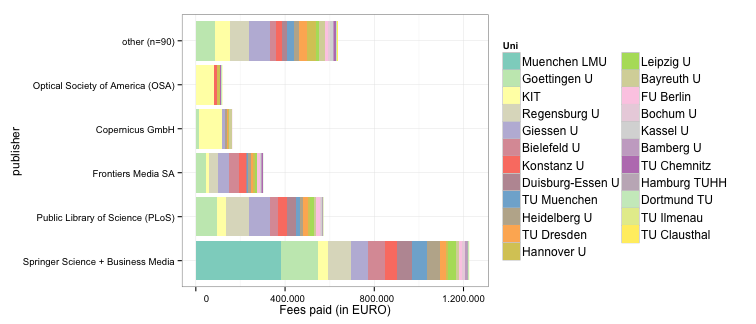 publisher
other (n=90)
Optical Society of America (OSA)
Copernicus GmbH
Frontiers Media SA
Public Library of Science (PLoS)
Springer Science + Business Media
0
400.000
800.000
1.200.000
Fees paid (in EURO)
Uni
Muenchen LMU
Goettingen U
KIT
Regensburg U
Giessen U
Bielefeld U
Konstanz U
Duisburg-Essen U
TU Muenchen
Heidelberg U
TU Dresden
Hannover U
Leipzig U
Bayreuth U
FU Berlin
Bochum U
Kassel U
Bamberg U
TU Chemnitz
Hamburg TUHH
Dortmund TU
TU Ilmenau
TU Clausthal